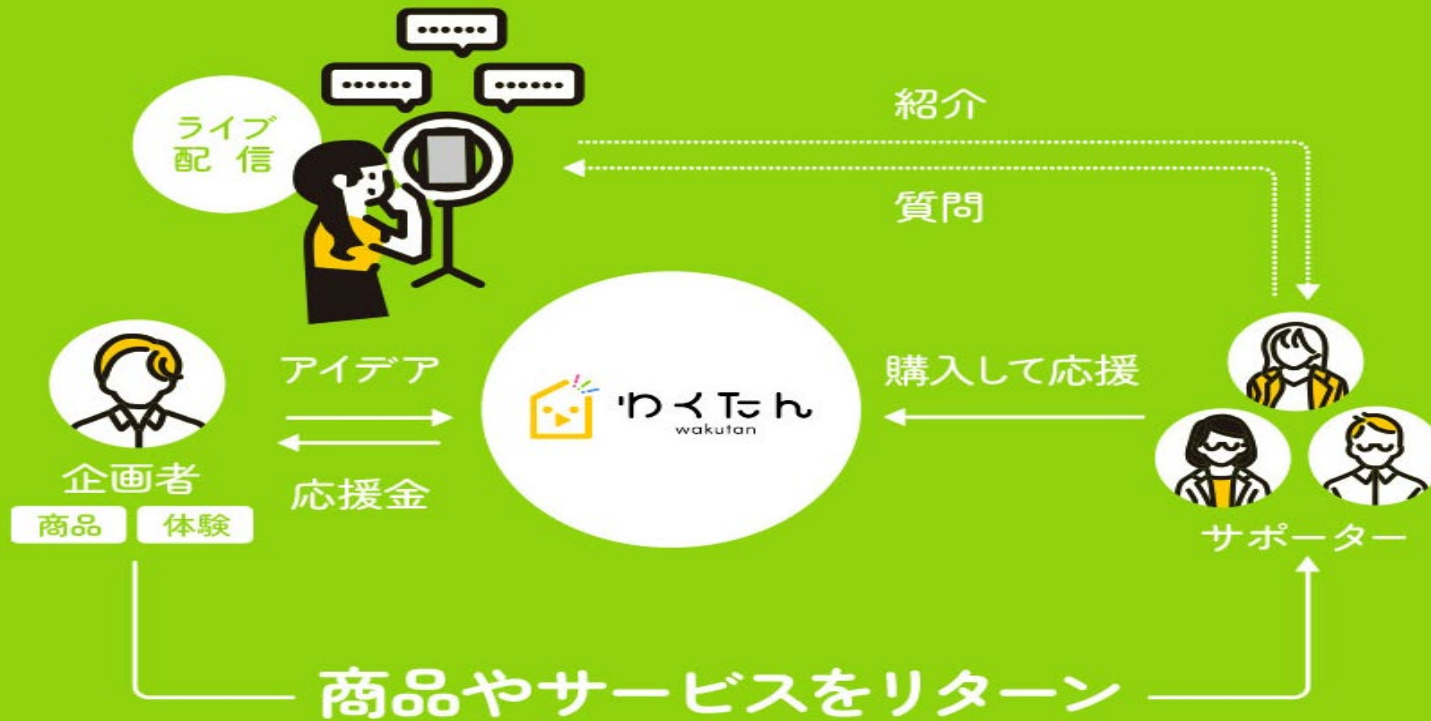 ……
……
……
ライブ
配信
紹介
質問
アイデア
応援金
わくたん
wakutan
購入して応援
企画者
商品
体験
サポーター
商品やサービスをリターン